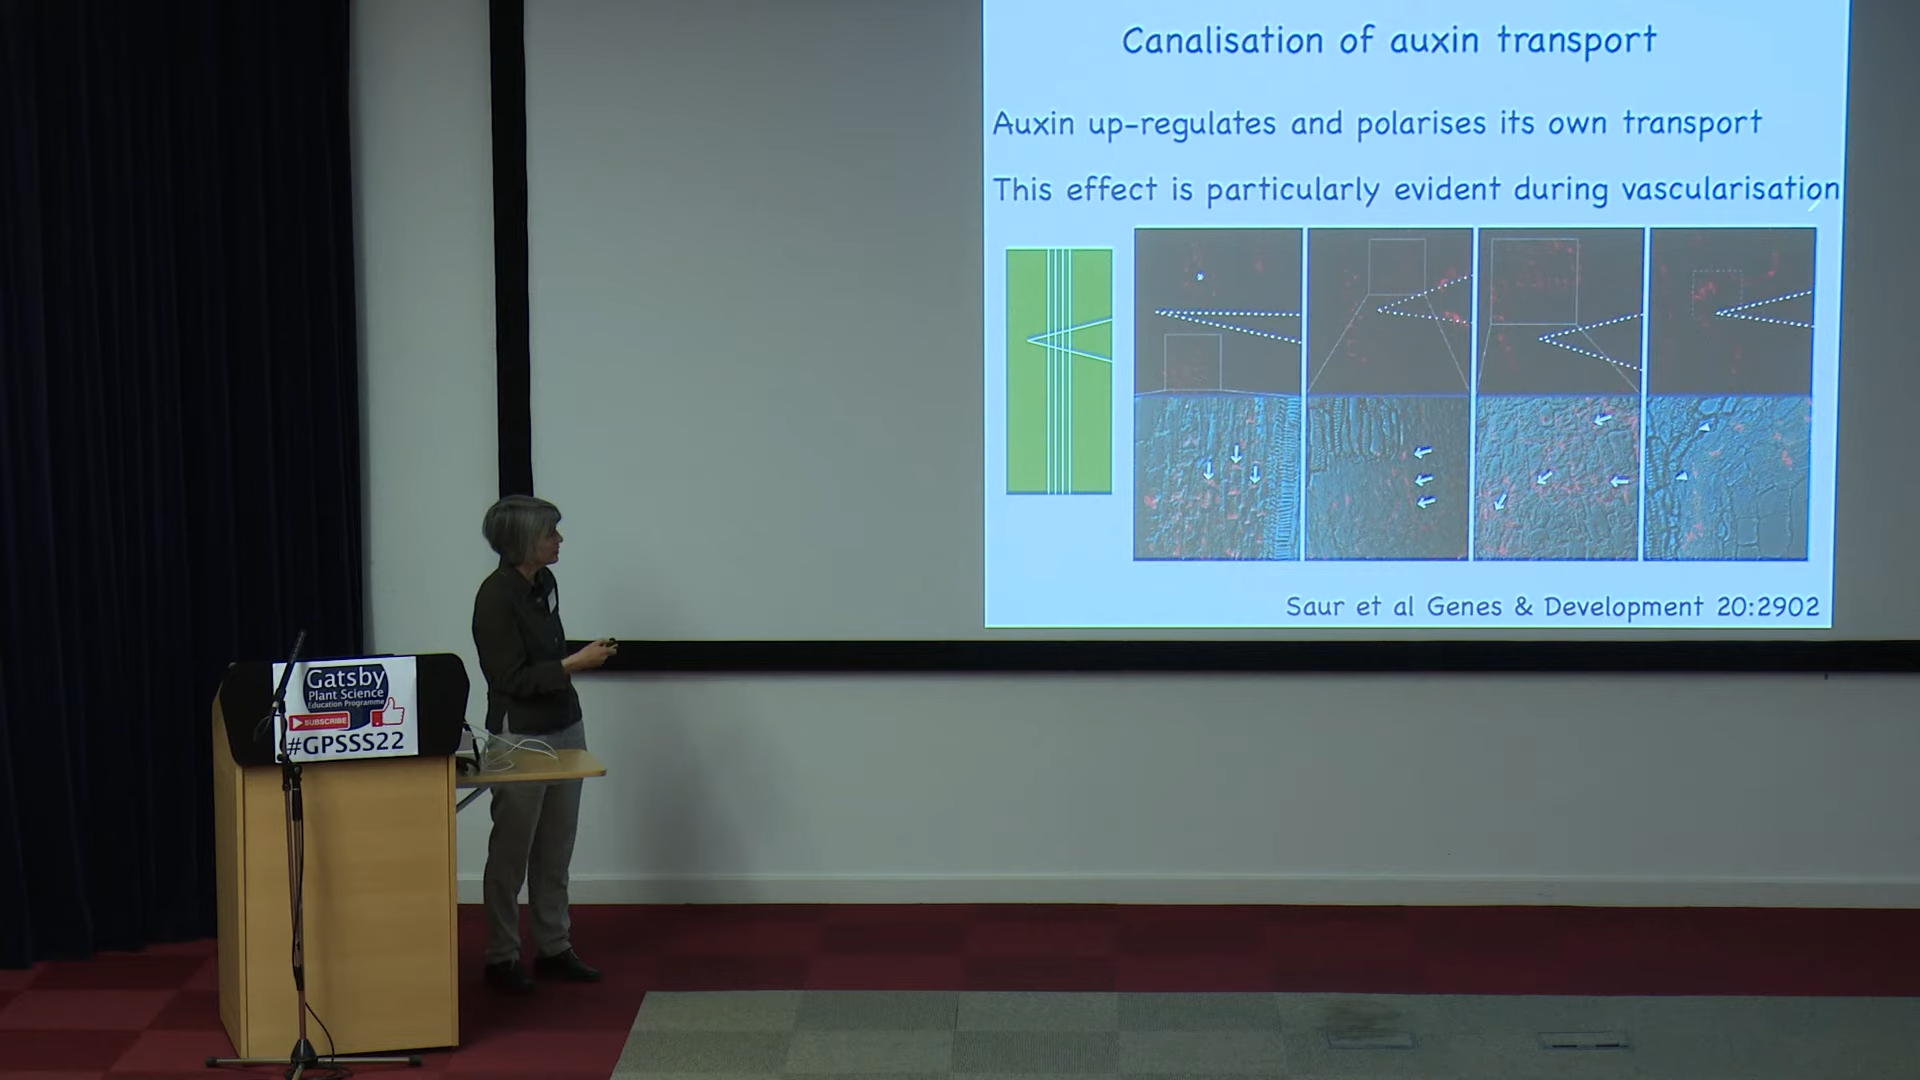 Canalisation of auxin transport
Auxin up-regulates and polarises its own transport
This effect is particularly evident during vascularisation
Saur et al Genes & Development 20:2902
Gatsby
Plant Science
Education Programme
SUBSCRIBE
#GPSSS22